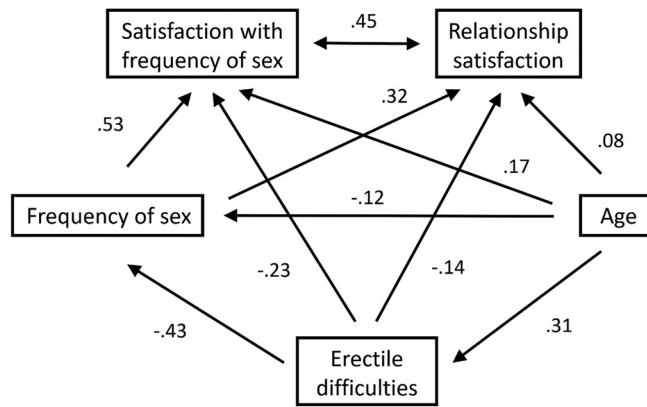 .45
Satisfaction with
frequency of sex
Relationship
satisfaction
.32
.53
.08
.17
-.12
Frequency of sex
Age
-.23
-.14
-.43
.31
Erectile
difficulties